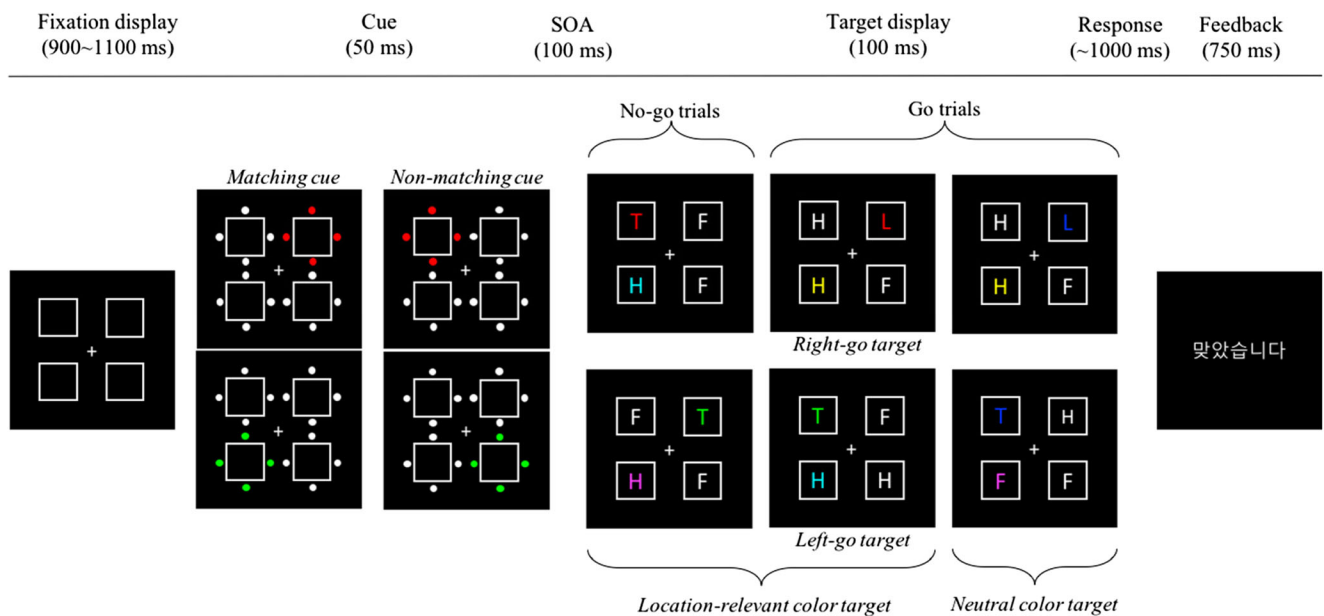 Fixation display
(900~1100 ms)
Cue
(50 ms)
SOA
(100 ms)
Target display
(100 ms)
Response
(~1000 ms)
Feedback
(750 ms)
No-go trials
Go trials
Matching cue
Non-matching cue
T F
H F
H L
H F
H L
H F
Right-go target
F T
H F
T F
H H
T H
F F
Left-go target
맞았습니다
Location-relevant color target
Neutral color target